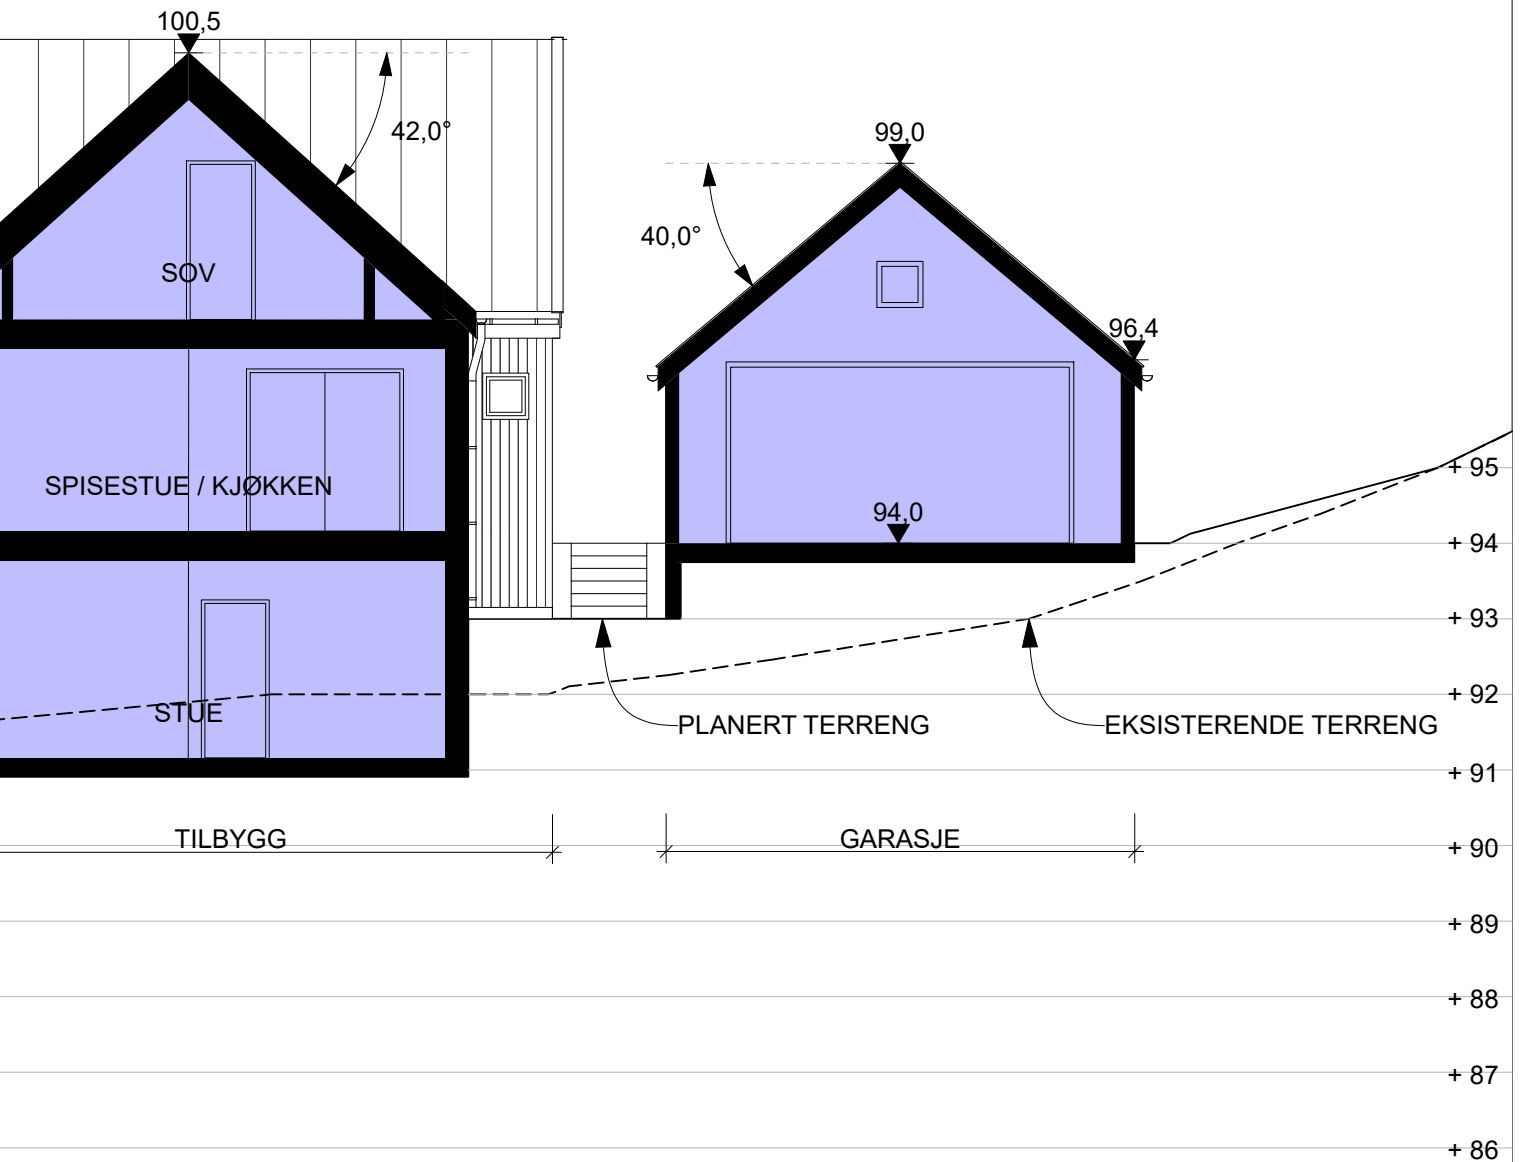 100,5
42,0°
99,0
40,0°
SOV
96,4
SPISESTUE / KJØKKEN
+ 95
94,0
+ 94
+ 93
+ 92
STUE
PLANERT TERRENG
EKSISTERENDE TERRENG
+ 91
TILBYGG
GARASJE
+ 90
+ 89
+ 88
+ 87
+ 86